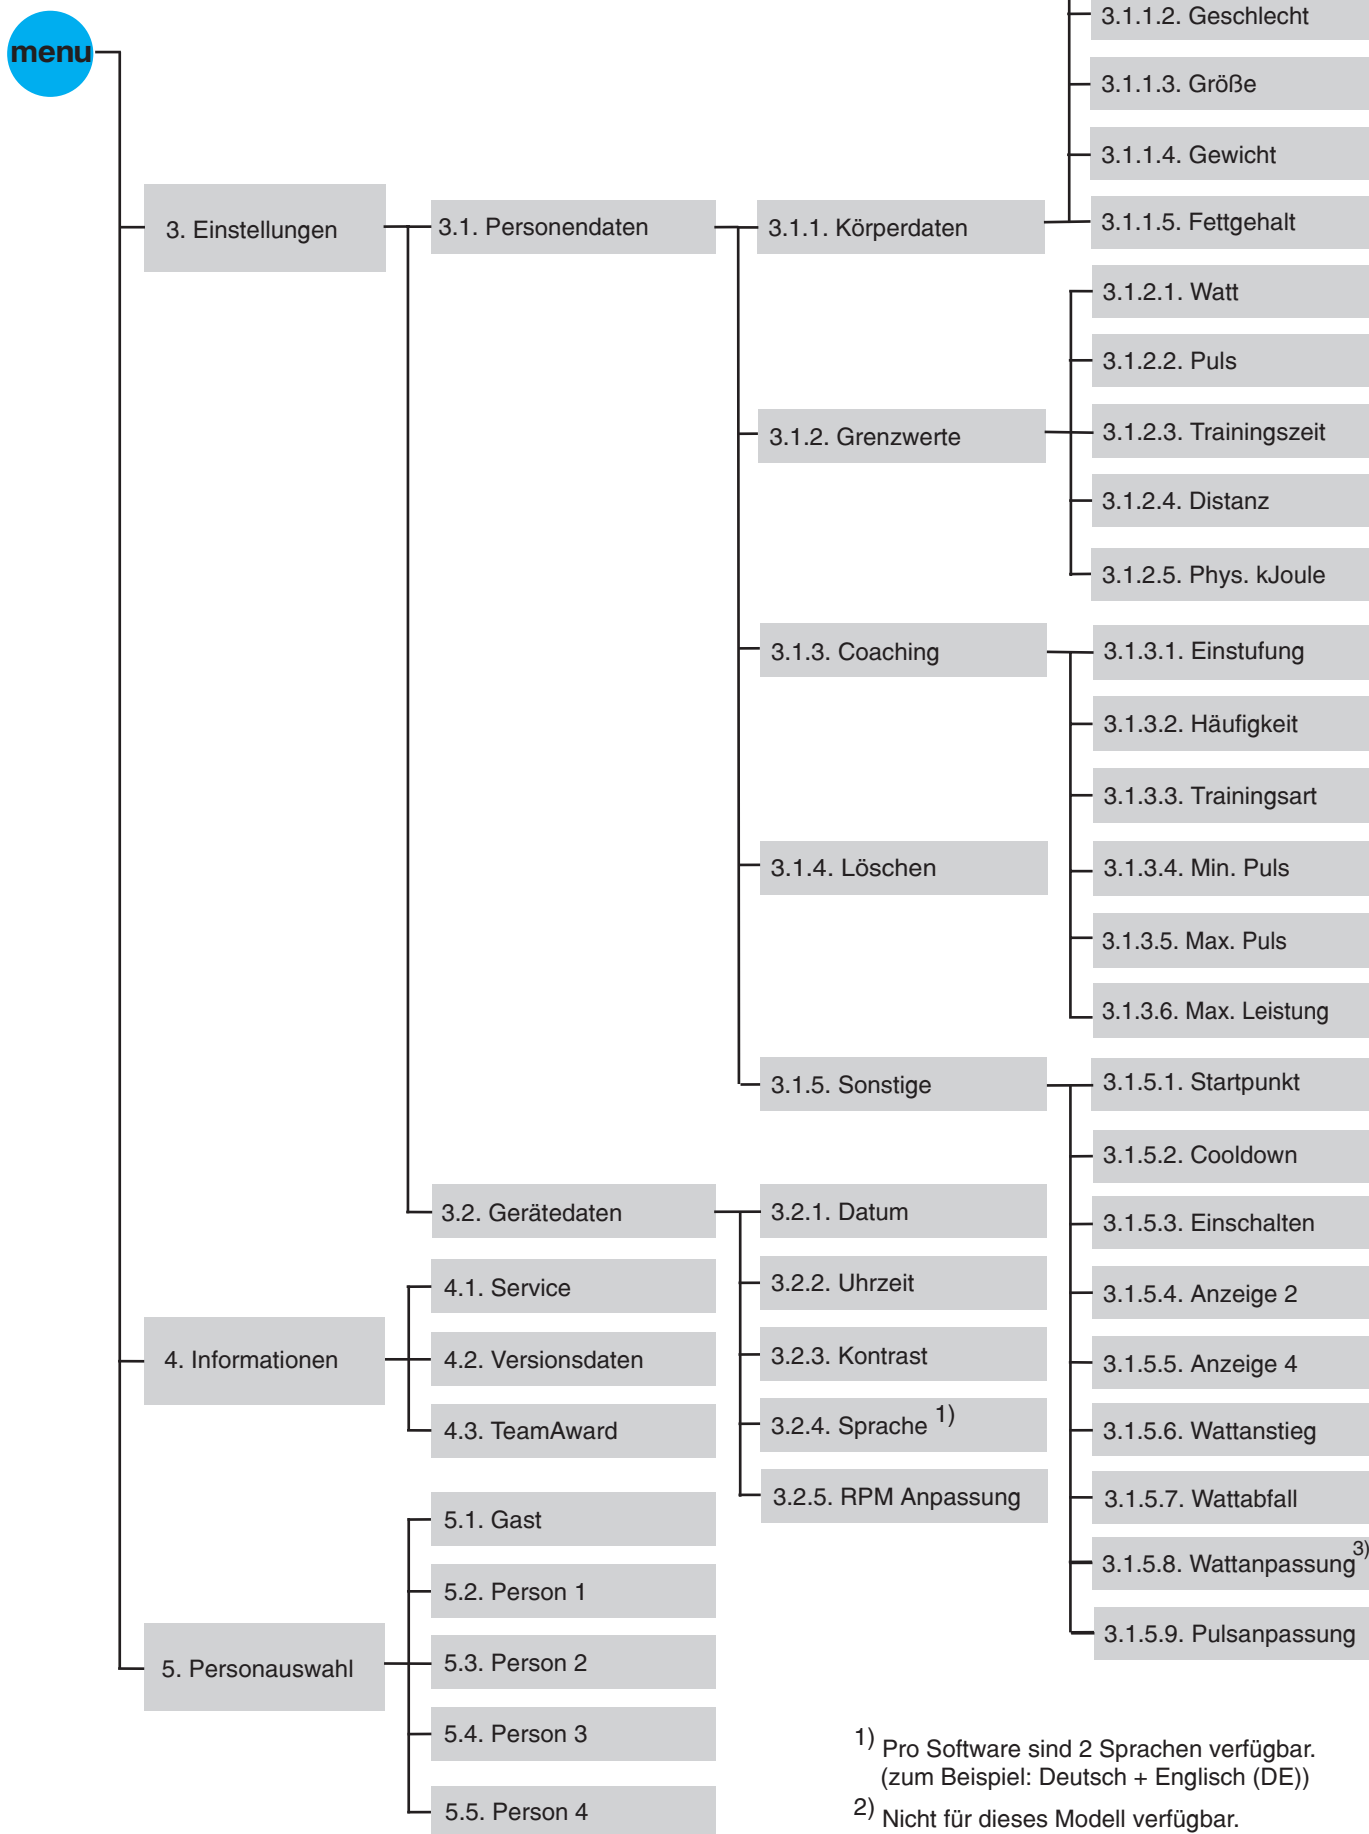 menu
3.1.1.2. Geschlecht
3.1.1.3. Größe
3.1.1.4. Gewicht
3. Einstellungen
3.1. Personendaten
3.1.1. Körperdaten
3.1.1.5. Fettgehalt
3.1.2.1. Watt
3.1.2.2. Puls
3.1.2. Grenzwerte
3.1.2.3. Trainingszeit
3.1.2.4. Distanz
3.1.2.5. Phys. kJoule
3.1.3. Coaching
3.1.3.1. Einstufung
3.1.3.2. Häufigkeit
3.1.3.3. Trainingsart
3.1.4. Löschen
3.1.3.4. Min. Puls
3.1.3.5. Max. Puls
3.1.3.6. Max. Leistung
3.1.5. Sonstige
3.1.5.1. Startpunkt
3.1.5.2. Cooldown
3.2. Gerätedaten
3.2.1. Datum
3.1.5.3. Einschalten
4.1. Service
3.2.2. Uhrzeit
3.1.5.4. Anzeige 2
4. Informationen
4.2. Versionsdaten
3.2.3. Kontrast
3.1.5.5. Anzeige 4
4.3. TeamAward
3.2.4. Sprache 1)
3.1.5.6. Wattanstieg
5.1. Gast
3.2.5. RPM Anpassung
3.1.5.7. Wattabfall
5.2. Person 1
3.1.5.8. Wattanpassung 3)
5. Personauswahl
5.3. Person 2
3.1.5.9. Pulsanpassung
5.4. Person 3
5.5. Person 4
1) Pro Software sind 2 Sprachen verfügbar.
(zum Beispiel: Deutsch + Englisch (DE))
2) Nicht für dieses Modell verfügbar.